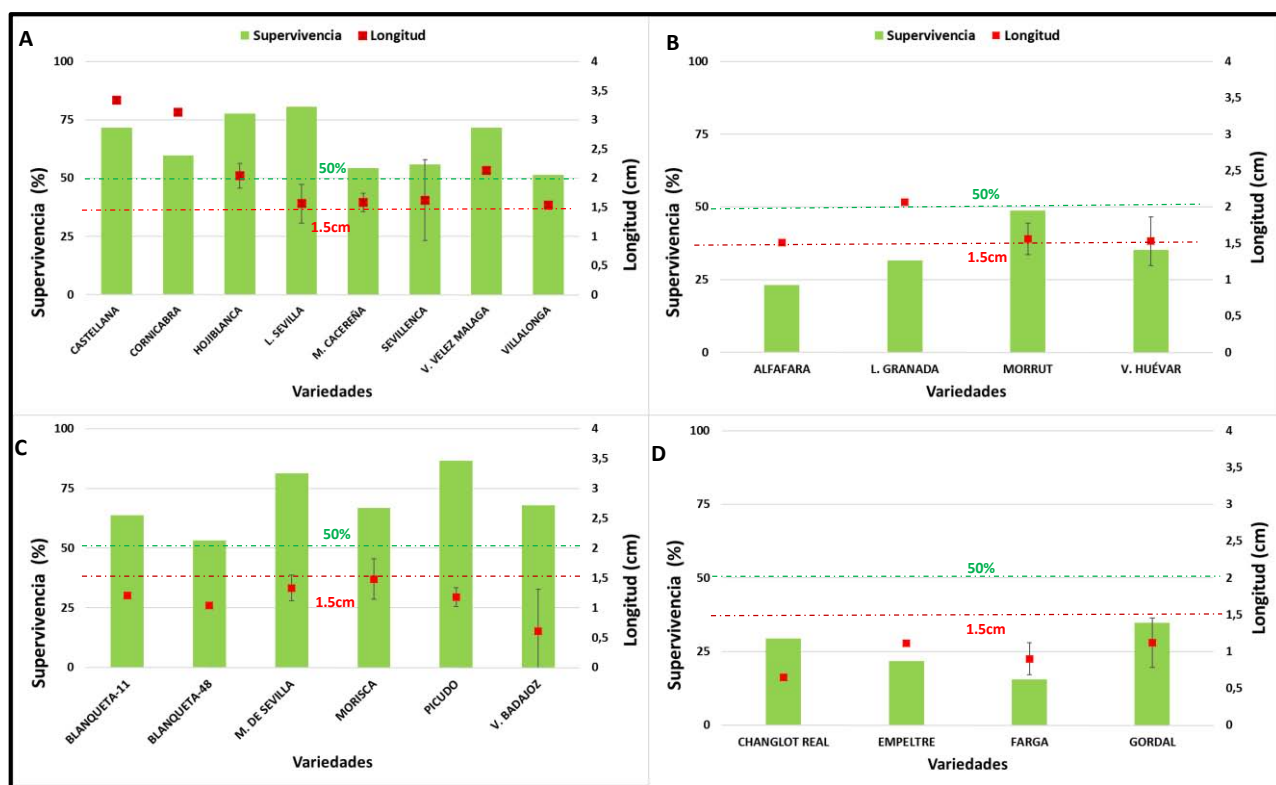 A
Supervivencia
Longitud
100
75
50
25
0
Supervivencia (%)
4
3,5
3
2,5
2
1,5
1
0,5
0
Longitud (cm)
50%
1.5cm
CASTELLANA
CORNICABRA
HOJIBLANCA
L. SEVILLA
M. CACEREÑA
SEVILLENCA
V. VELEZ MALAGA
VILLALONGA
Variedades
B
Supervivencia
Longitud
100
75
50
25
0
Supervivencia (%)
4
3,5
3
2,5
2
1,5
1
0,5
0
Longitud (cm)
50%
1.5cm
ALFAFARA
L. GRANADA
MORRUT
V. HUÉVAR
Variedades
C
100
75
50
25
0
Supervivencia (%)
4
3,5
3
2,5
2
1,5
1
0,5
0
Longitud (cm)
50%
1.5cm
BLANQUETA-11
BLANQUETA-48
M. DE SEVILLA
MORISCA
PICUDO
V. BADAJOZ
Variedades
D
100
75
50
25
0
Supervivencia (%)
4
3,5
3
2,5
2
1,5
1
0,5
0
Longitud (cm)
50%
1.5cm
CHANGLOT REAL
EMPELTRE
FARGA
GORDAL
Variedades